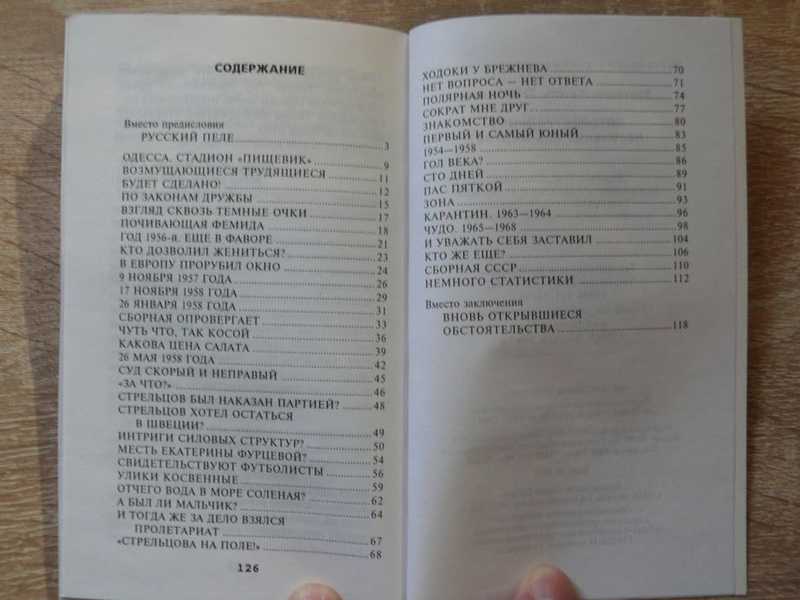 СОДЕРЖАНИЕ
Вместо предисловия
РУССКИЙ ПЕЛЕ 3
ОДЕССА. СТАДИОН «ПИЩЕВИК» 9
ВОЗМУЩАЮЩИЕСЯ ТРУДЯЩИЕСЯ 11
БУДЕТ СДЕЛАНО! 12
ПО ЗАКОНАМ ДРУЖБЫ 15
ВЗГЛЯД СКВОЗЬ ТЕМНЫЕ ОЧКИ 17
ПОЧИВАЮЩАЯ ФЕМИДА 18
ГОД 1956-й. ЕЩЕ В ФАВОРЕ 21
КТО ДОЗВОЛИЛ ЖЕНИТЬСЯ? 23
В ЕВРОПУ ПРОРУБИЛ ОКНО 24
9 НОЯБРЯ 1957 ГОДА 26
17 НОЯБРЯ 1958 ГОДА 29
26 ЯНВАРЯ 1958 ГОДА 31
СБОРНАЯ ОПРОВЕРГАЕТ 33
ЧУТЬ ЧТО, ТАК КОСОЙ 36
КАКОВА ЦЕНА САЛАТА 39
26 МАЯ 1958 ГОДА 42
СУД СКОРЫЙ И НЕПРАВЫЙ 45
«ЗА ЧТО?» 46
СТРЕЛЬЦОВ БЫЛ НАКАЗАН ПАРТИЕЙ? 48
СТРЕЛЬЦОВ ХОТЕЛ ОСТАТЬСЯ
В ШВЕЦИИ? 49
ИНТРИГИ СИЛОВЫХ СТРУКТУР? 50
МЕСТЬ ЕКАТЕРИНЫ ФУРЦЕВОЙ? 54
СВИДЕТЕЛЬСТВУЮТ ФУТБОЛИСТЫ 56
УЛИКИ КОСВЕННЫЕ 59
ОТЧЕГО ВОДА В МОРЕ СОЛЕНАЯ? 62
А БЫЛ ЛИ МАЛЬЧИК? 64
И ТОГДА ЖЕ ЗА ДЕЛО ВЗЯЛСЯ
ПРОЛЕТАРИАТ 67
«СТРЕЛЬЦОВА НА ПОЛЕ!» 68
126
ХОДОКИ У БРЕЖНЕВА 70
НЕТ ВОПРОСА — НЕТ ОТВЕТА 71
ПОЛЯРНАЯ НОЧЬ 74
СОКРАТ МНЕ ДРУГ 77
ЗНАКОМСТВО 80
ПЕРВЫЙ И САМЫЙ ЮНЫЙ 83
1954—1958 85
ГОЛ ВЕКА? 86
СТО ДНЕЙ 89
ПАС ПЯТКОЙ 91
ЗОНА 93
КАРАНТИН. 1963—1964 96
ЧУДО. 1965—1968 98
И УВАЖАТЬ СЕБЯ ЗАСТАВИЛ 104
КТО ЖЕ ЕЩЕ? 106
СБОРНАЯ СССР 110
НЕМНОГО СТАТИСТИКИ 112
Вместо заключения
ВНОВЬ ОТКРЫВШИЕСЯ
ОБСТОЯТЕЛЬСТВА 118